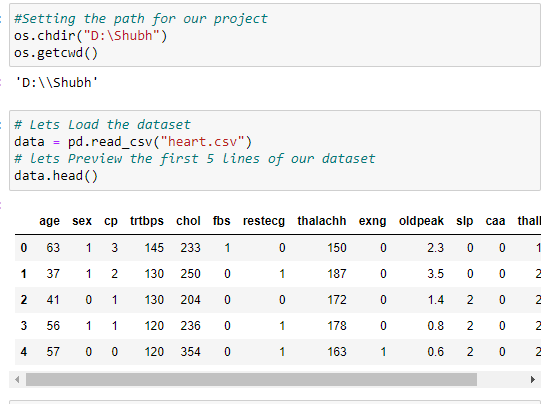 #Setting the path for our project
os.chdir("D:\Shubh")
os.getcwd()
'D:\\Shubh'
# Lets Load the dataset
data = pd.read_csv("heart.csv")
# lets Preview the first 5 lines of our dataset
data.head()
age sex cp trtbps chol fbs restecg thalachh exng oldpeak slp caa thall
0 63 1 3 145 233 1 0 150 0 2.3 0 0 1
1 37 1 2 130 250 0 1 187 0 3.5 0 0 2
2 41 0 1 130 204 0 0 172 0 1.4 2 0 2
3 56 1 1 120 236 0 1 178 0 0.8 2 0 2
4 57 0 0 120 354 0 1 163 1 0.6 2 0 2